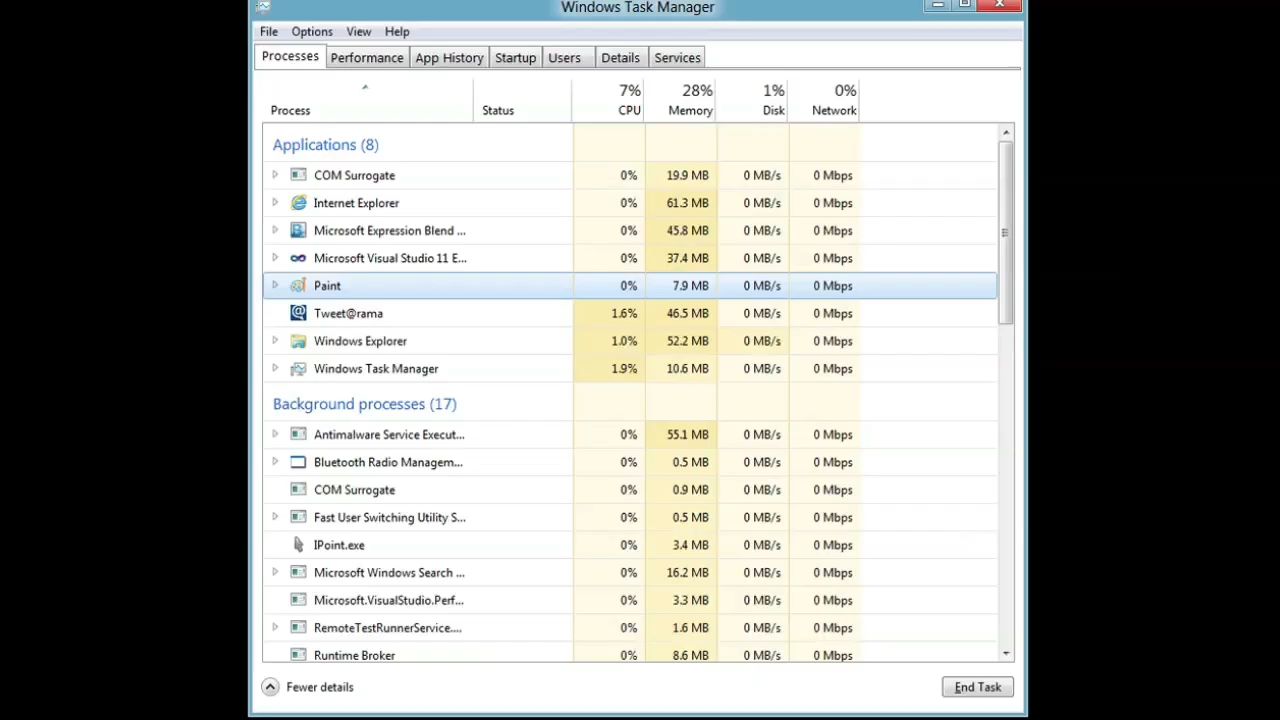 Windows Task Manager
File Options View Help
Processes Performance App History Startup Users Details Services
7% 28% 1% 0%
Process Status CPU Memory Disk Network
Applications (8)
COM Surrogate 0% 19.9 MB 0 MB/s 0 Mbps
Internet Explorer 0% 61.3 MB 0 MB/s 0 Mbps
Microsoft Expression Blend ... 0% 45.8 MB 0 MB/s 0 Mbps
Microsoft Visual Studio 11 E... 0% 37.4 MB 0 MB/s 0 Mbps
Paint 0% 7.9 MB 0 MB/s 0 Mbps
Tweet@rama 1.6% 46.5 MB 0 MB/s 0 Mbps
Windows Explorer 1.0% 52.2 MB 0 MB/s 0 Mbps
Windows Task Manager 1.9% 10.6 MB 0 MB/s 0 Mbps
Background processes (17)
Antimalware Service Execut... 0% 55.1 MB 0 MB/s 0 Mbps
Bluetooth Radio Managem... 0% 0.5 MB 0 MB/s 0 Mbps
COM Surrogate 0% 0.9 MB 0 MB/s 0 Mbps
Fast User Switching Utility S... 0% 0.5 MB 0 MB/s 0 Mbps
IPoint.exe 0% 3.4 MB 0 MB/s 0 Mbps
Microsoft Windows Search ... 0% 16.2 MB 0 MB/s 0 Mbps
Microsoft.VisualStudio.Perf... 0% 3.3 MB 0 MB/s 0 Mbps
RemoteTestRunnerService.... 0% 1.6 MB 0 MB/s 0 Mbps
Runtime Broker 0% 8.6 MB 0 MB/s 0 Mbps
Fewer details End Task